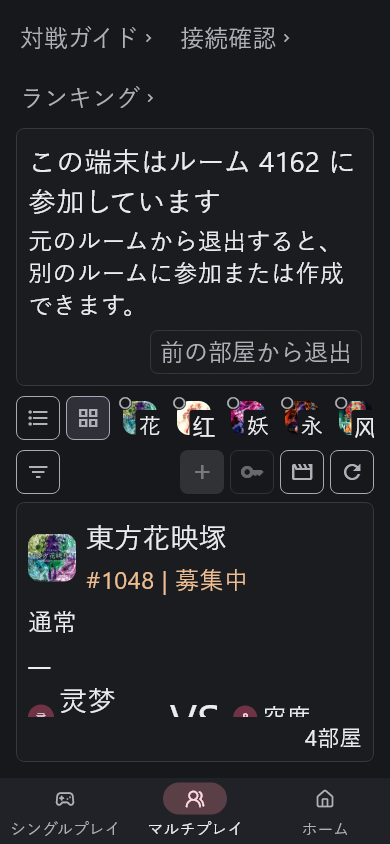 対戦ガイド 接続確認
ランキング
この端末はルーム 4162 に
参加しています
元のルームから退出すると、
別のルームに参加または作成
できます。
前の部屋から退出
花 红 妖 永 风
東方花映塚
#1048 | 募集中
通常
—
灵梦 VS
4部屋
シングルプレイ マルチプレイ ホーム